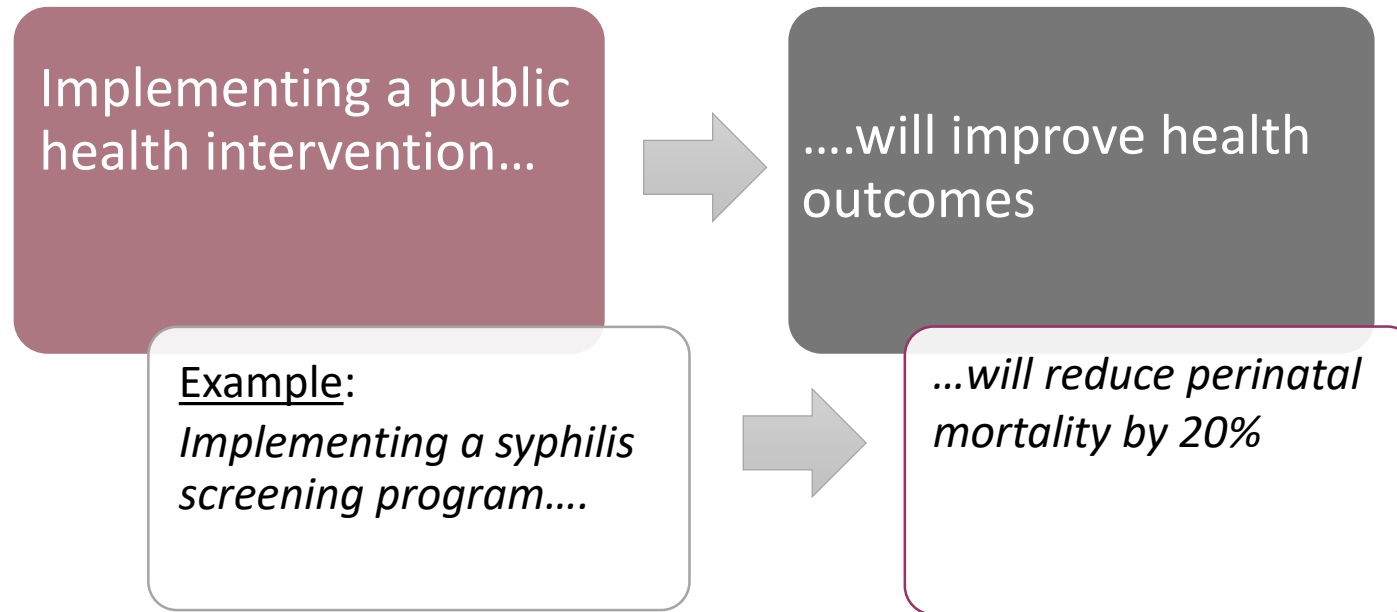 Implementing a public
health intervention…
….will improve health
outcomes
Example:
Implementing a syphilis
screening program….
…will reduce perinatal
mortality by 20%